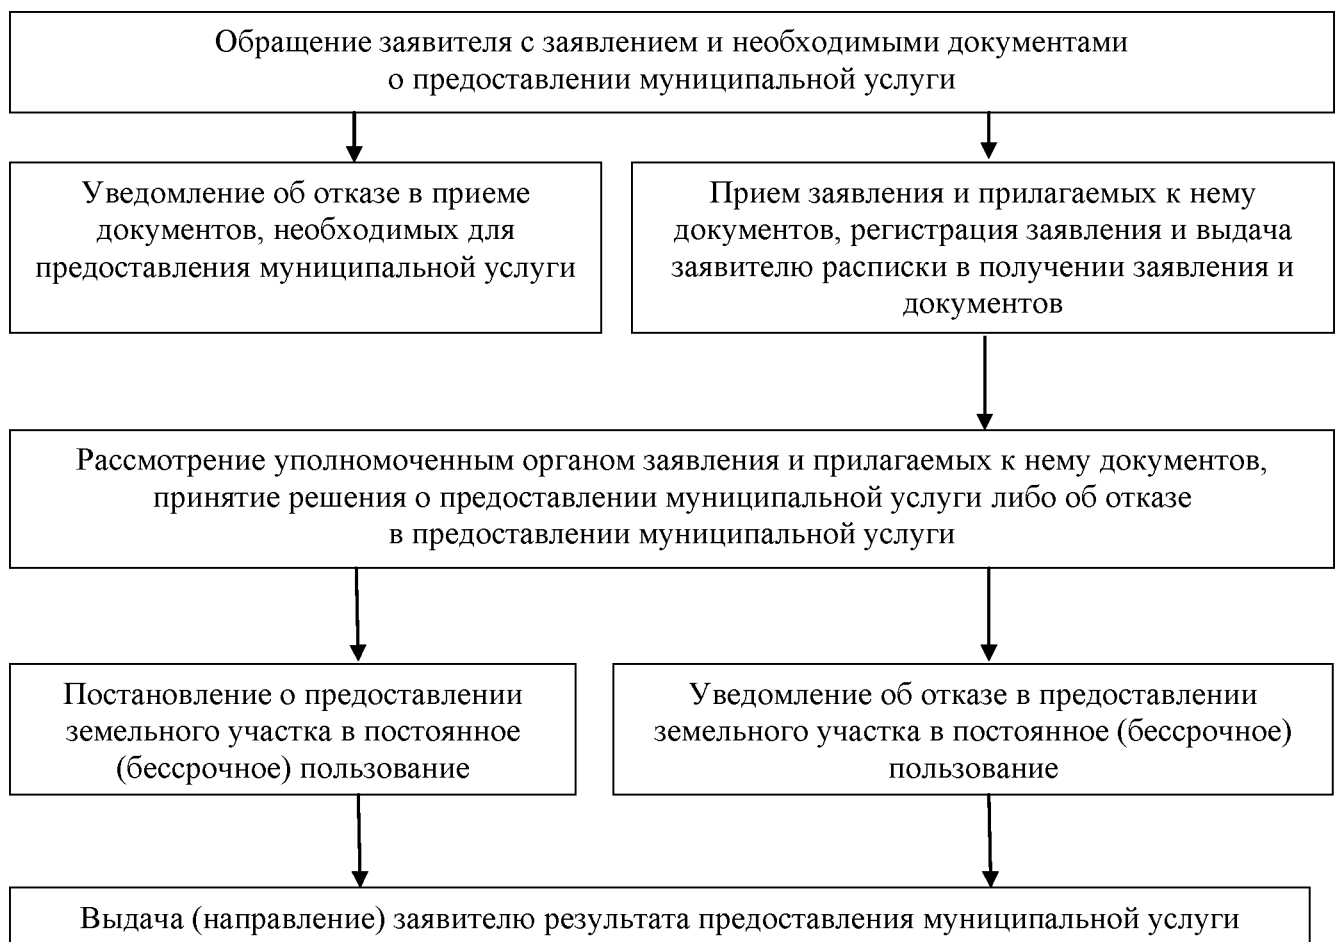 Обращение заявителя с заявлением и необходимыми документами
о предоставлении муниципальной услуги
Уведомление об отказе в приеме
документов, необходимых для
предоставления муниципальной услуги
Прием заявления и прилагаемых к нему
документов, регистрация заявления и выдача
заявителю расписки в получении заявления и
документов
Рассмотрение уполномоченным органом заявления и прилагаемых к нему документов,
принятие решения о предоставлении муниципальной услуги либо об отказе
в предоставлении муниципальной услуги
Постановление о предоставлении
земельного участка в постоянное
(бессрочное) пользование
Уведомление об отказе в предоставлении
земельного участка в постоянное (бессрочное)
пользование
Выдача (направление) заявителю результата предоставления муниципальной услуги